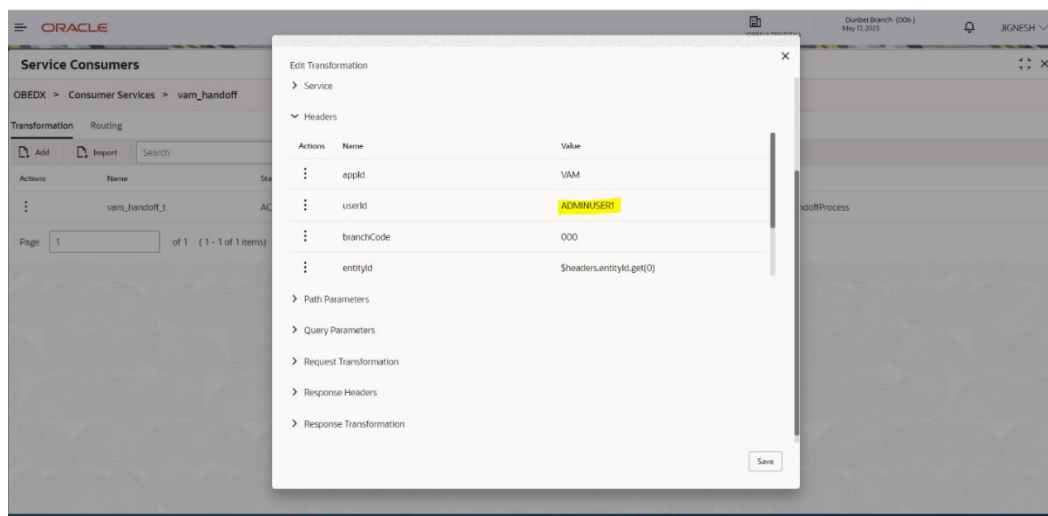 ORACLE
Dunbei Branch (006)
May 17, 2023
JIGNESH
Service Consumers
OBEDX > Consumer Services > vam_handoff
Transformation Routing
Add Import Search
Actions Name
vam_handoff_t AC
ndoffProcess
Page 1 of 1 (1 - 1 of 1 items)
Edit Transformation
Service
Headers
Actions Name Value
appId VAM
userId ADMINUSER1
branchCode 000
entityId $headers.entityId.get(0)
Path Parameters
Query Parameters
Request Transformation
Response Headers
Response Transformation
Save